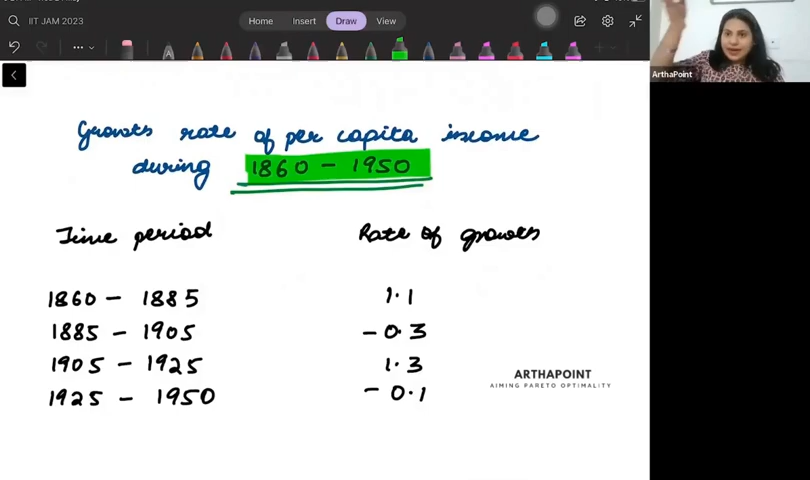 IIT JAM 2023
Home Insert Draw View
ArthaPoint
Growth rate of per capita income
during 1860 - 1950
Time period Rate of growth
1860 - 1885 1.1
1885 - 1905 - 0.3
1905 - 1925 1.3
1925 - 1950 - 0.1
ARTHAPOINT
AIMING PARETO OPTIMALITY